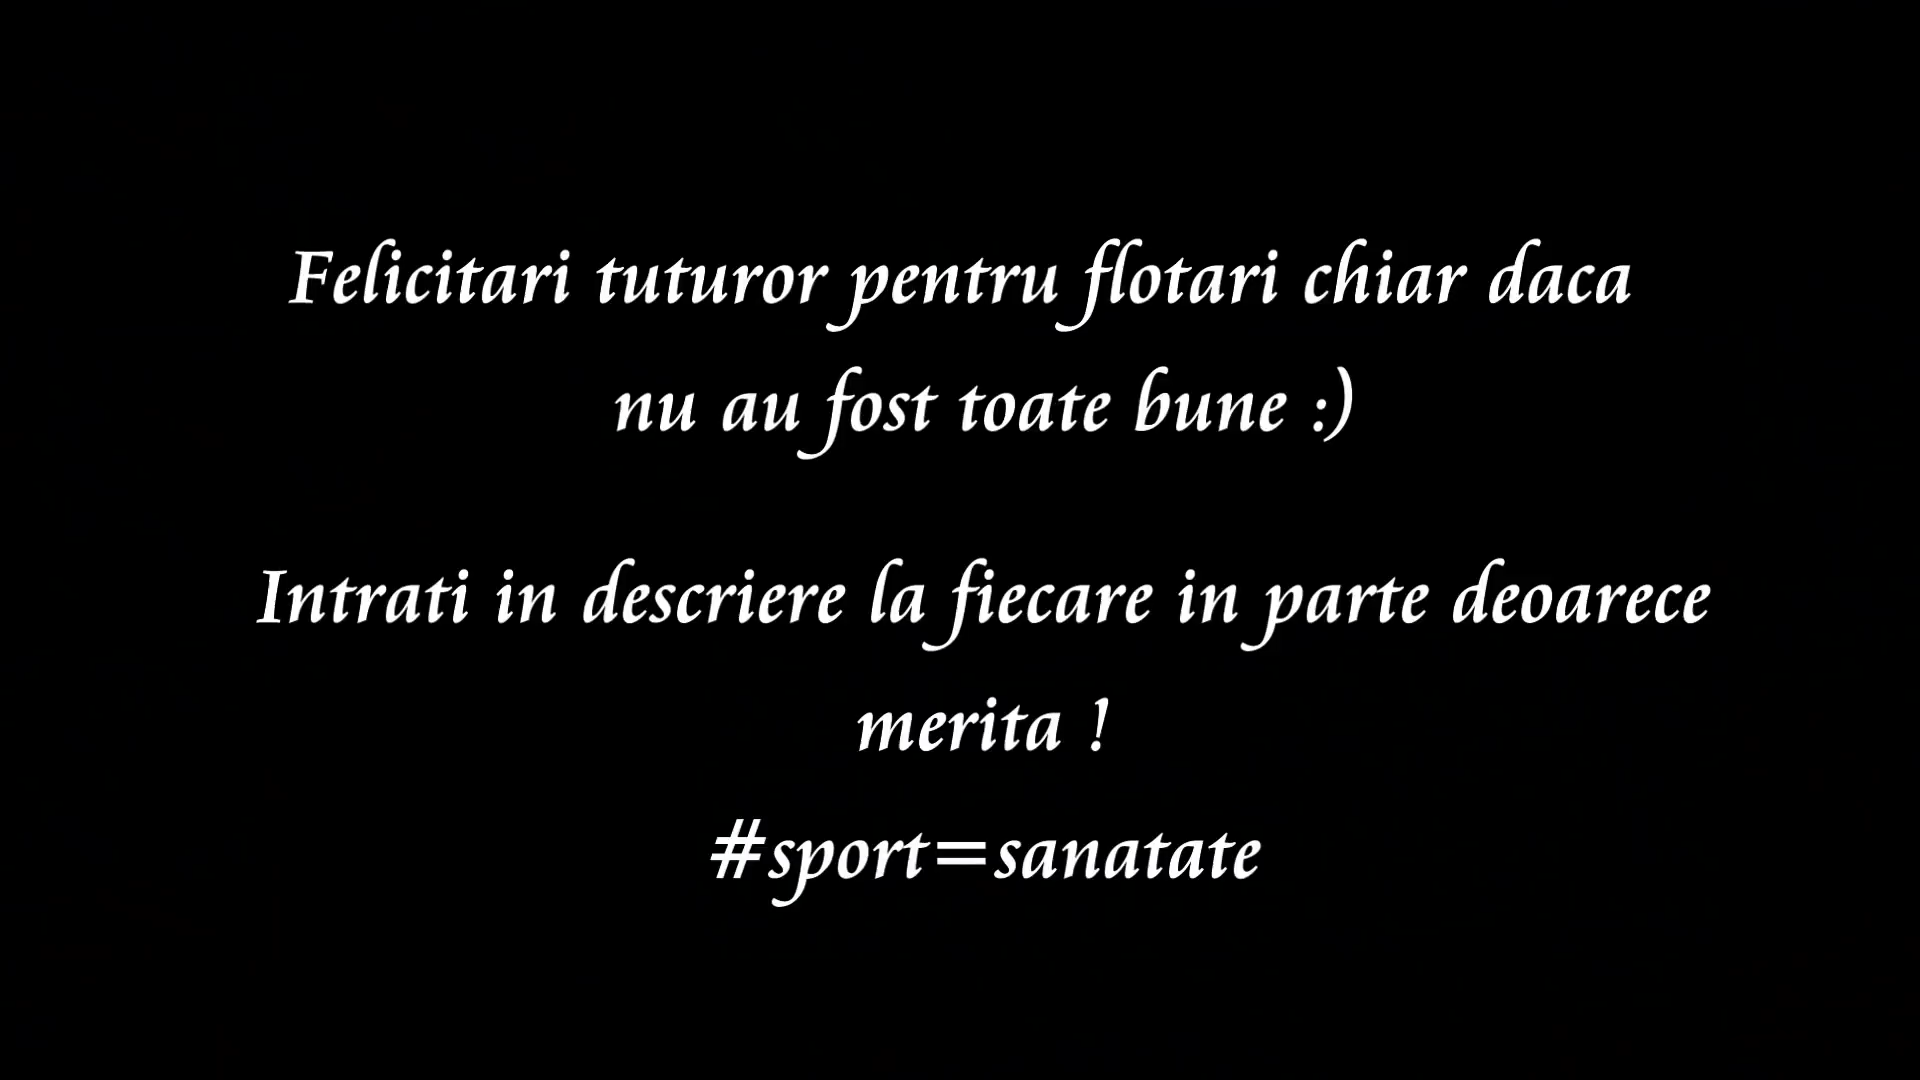 Felicitari tuturor pentru flotari chiar daca
nu au fost toate bune :)
Intrati in descriere la fiecare in parte deoarece
merita !
#sport=sanatate